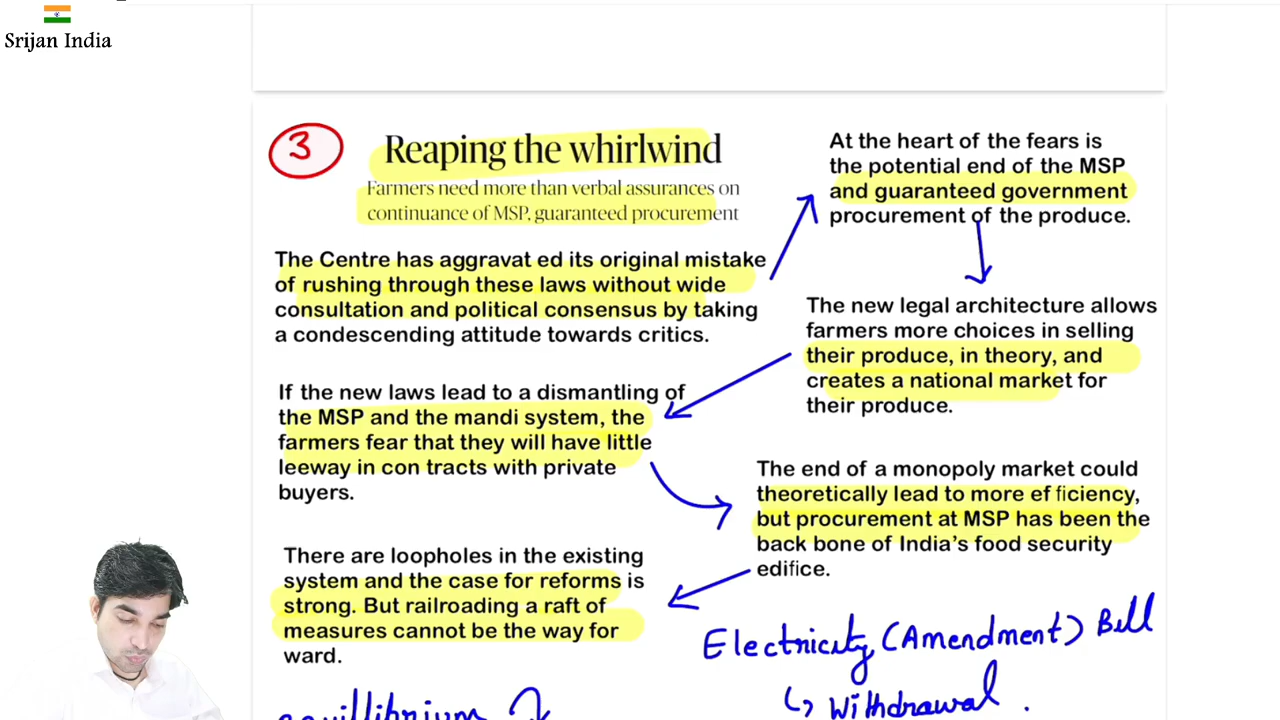 Srijan India
3
Reaping the whirlwind
Farmers need more than verbal assurances on
continuance of MSP, guaranteed procurement
The Centre has aggravat ed its original mistake
of rushing through these laws without wide
consultation and political consensus by taking
a condescending attitude towards critics.
At the heart of the fears is
the potential end of the MSP
and guaranteed government
procurement of the produce.
The new legal architecture allows
farmers more choices in selling
their produce, in theory, and
creates a national market for
their produce.
If the new laws lead to a dismantling of
the MSP and the mandi system, the
farmers fear that they will have little
leeway in con tracts with private
buyers.
The end of a monopoly market could
theoretically lead to more ef ficiency,
but procurement at MSP has been the
back bone of India's food security
edifice.
There are loopholes in the existing
system and the case for reforms is
strong. But railroading a raft of
measures cannot be the way for
ward.
Electricity (Amendment) Bill
↳ Withdrawal.
equillibrium ?